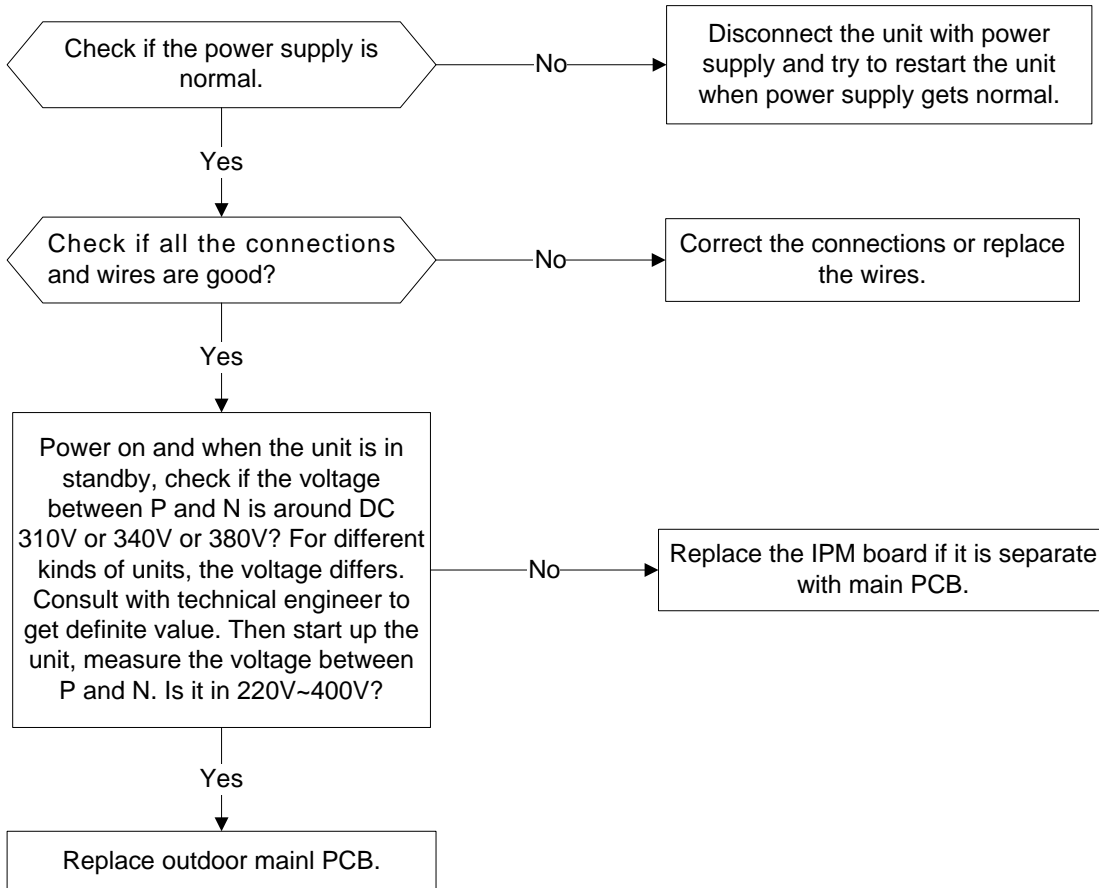 Check if the power supply is
normal.
No
Disconnect the unit with power
supply and try to restart the unit
when power supply gets normal.
Yes
Check if all the connections
and wires are good?
No
Correct the connections or replace
the wires.
Yes
Power on and when the unit is in
standby, check if the voltage
between P and N is around DC
310V or 340V or 380V? For different
kinds of units, the voltage differs.
Consult with technical engineer to
get definite value. Then start up the
unit, measure the voltage between
P and N. Is it in 220V~400V?
No
Replace the IPM board if it is separate
with main PCB.
Yes
Replace outdoor mainl PCB.